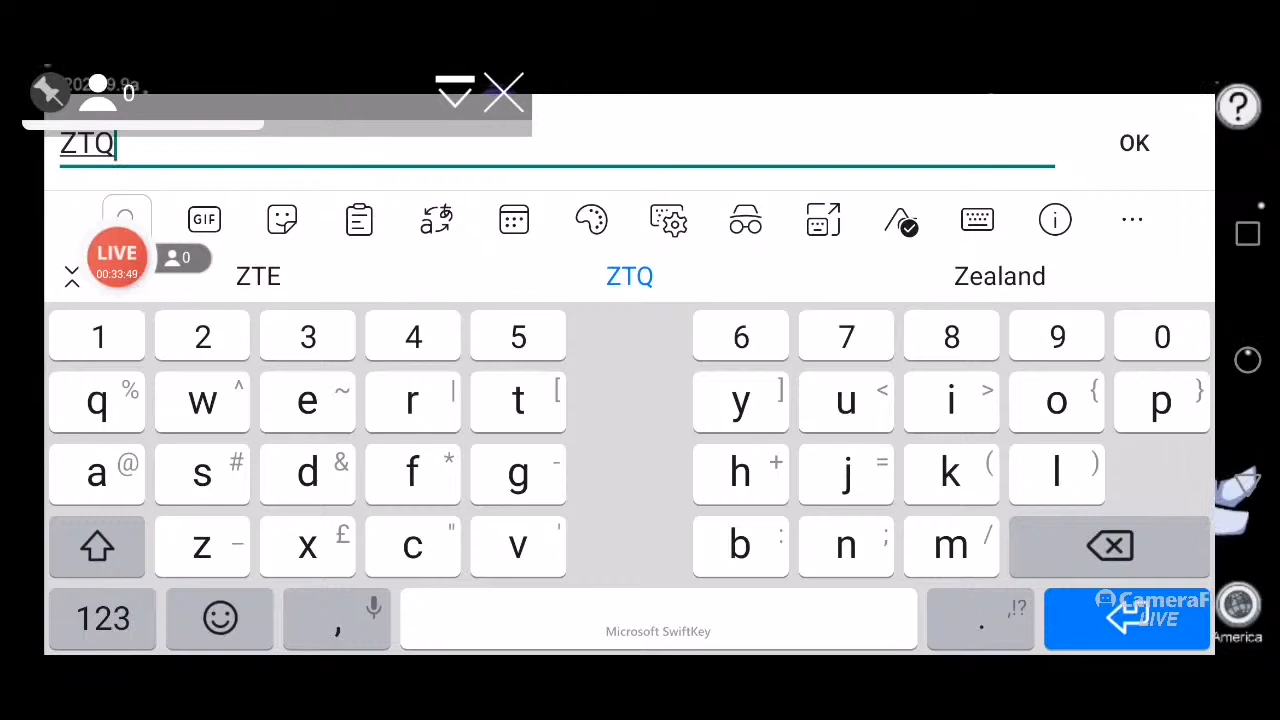 0
ZTQ
OK
GIF
LIVE
00:33:49
0
ZTE
ZTQ
Zealand
1 2 3 4 5 6 7 8 9 0
q % w ^ e ~ r | t [ y ] u < i > o { p }
a @ s # d & f * g - h + j = k ( l )
z _ x £ c " v ' b : n ; m /
123 , Microsoft SwiftKey . ,!?
CameraF
LIVE
?
America